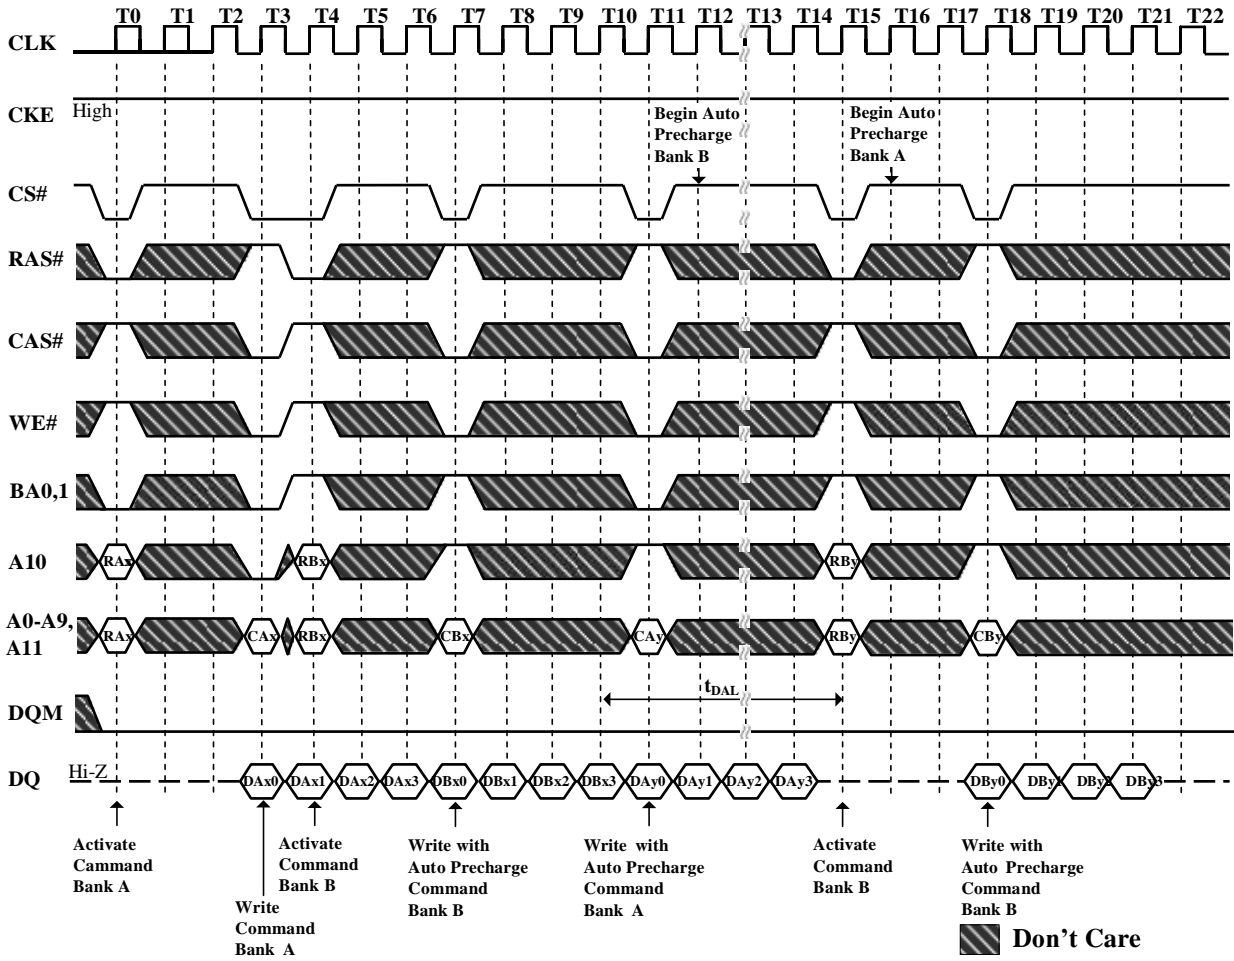 T0 T1 T2 T3 T4 T5 T6 T7 T8 T9 T10 T11 T12 T13 T14 T15 T16 T17 T18 T19 T20 T21 T22
CLK
High
CKE
Begin Auto
Precharge
Bank B
Begin Auto
Precharge
Bank A
CS#
RAS#
CAS#
WE#
BA0,1
A10
RAx RBx RBy
A0-A9,
A11
RAx CAx RBx CBx CAy RBy CBy
tDAL
DQM
Hi-Z
DQ
DAx0 DAx1 DAx2 DAx3 DBx0 DBx1 DBx2 DBx3 DAy0 DAy1 DAy2 DAy3 DBy0 DBy1 DBy2 DBy3
Activate
Cammand
Bank A
Write
Command
Bank A
Activate
Command
Bank B
Write with
Auto Precharge
Command
Bank B
Write with
Auto Precharge
Command
Bank A
Activate
Command
Bank B
Write with
Auto Precharge
Command
Bank B
Don't Care